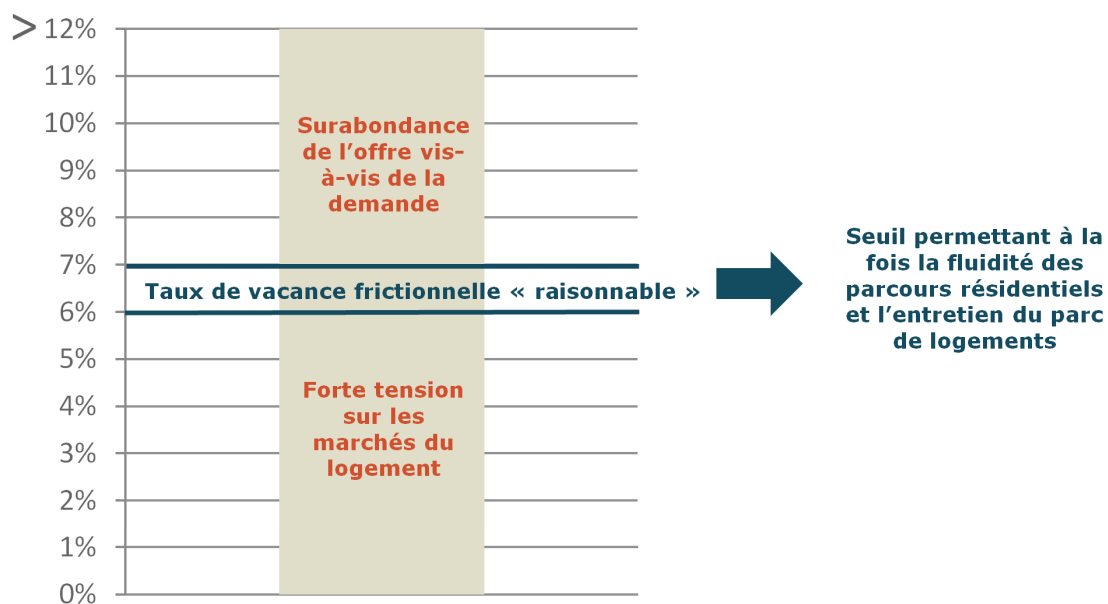 > 12%
11%
10%
9%
8%
7%
6%
5%
4%
3%
2%
1%
0%
Surabondance
de l’offre vis-
à-vis de la
demande
Taux de vacance frictionnelle « raisonnable »
Forte tension
sur les
marchés du
logement
Seuil permettant à la
fois la fluidité des
parcours résidentiels
et l’entretien du parc
de logements